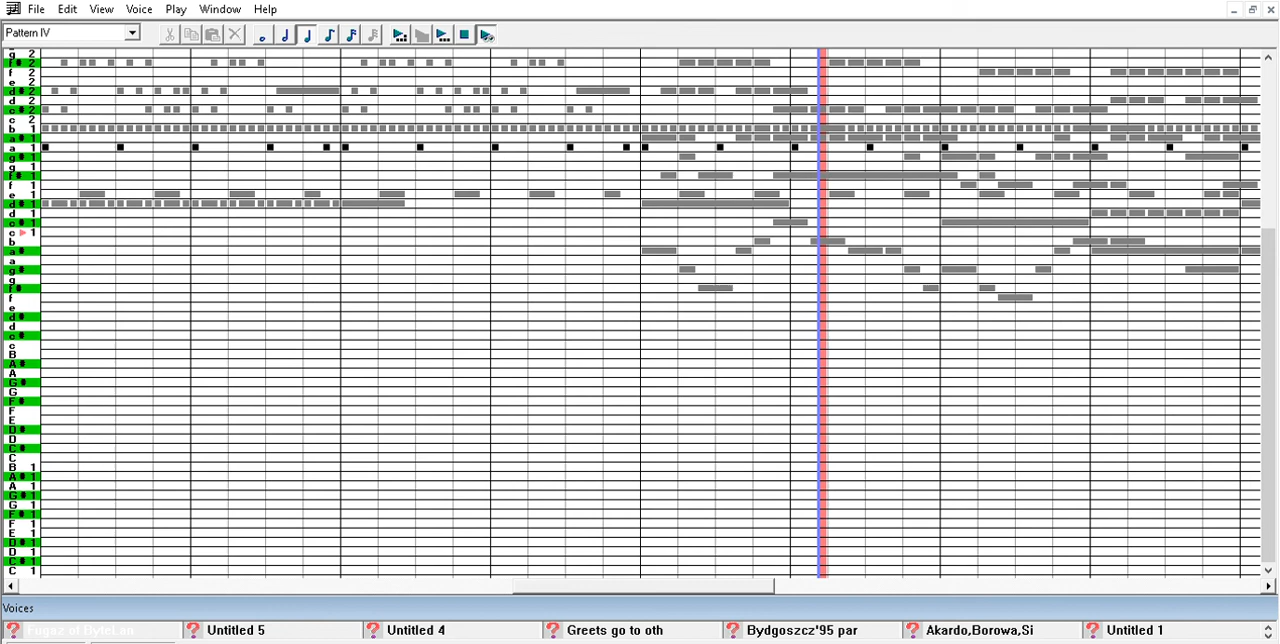 File Edit View Voice Play Window Help
Pattern IV
g 2
f# 2
f 2
e 2
d# 2
d 2
c# 2
c 2
b 1
a# 1
a 1
g# 1
g 1
f# 1
f 1
e 1
d# 1
d 1
c# 1
c 1
b
a#
a
g#
g
f#
f
e
d#
d
c#
c
B
A#
A
G#
G
F#
F
E
D#
D
C#
C
B 1
A# 1
A 1
G# 1
G 1
F# 1
F 1
E 1
D# 1
D 1
C# 1
C 1
Voices
Fugaz of ByteLan Untitled 5 Untitled 4 Greets go to oth Bydgoszcz'95 par Akardo,Borowa,Si Untitled 1